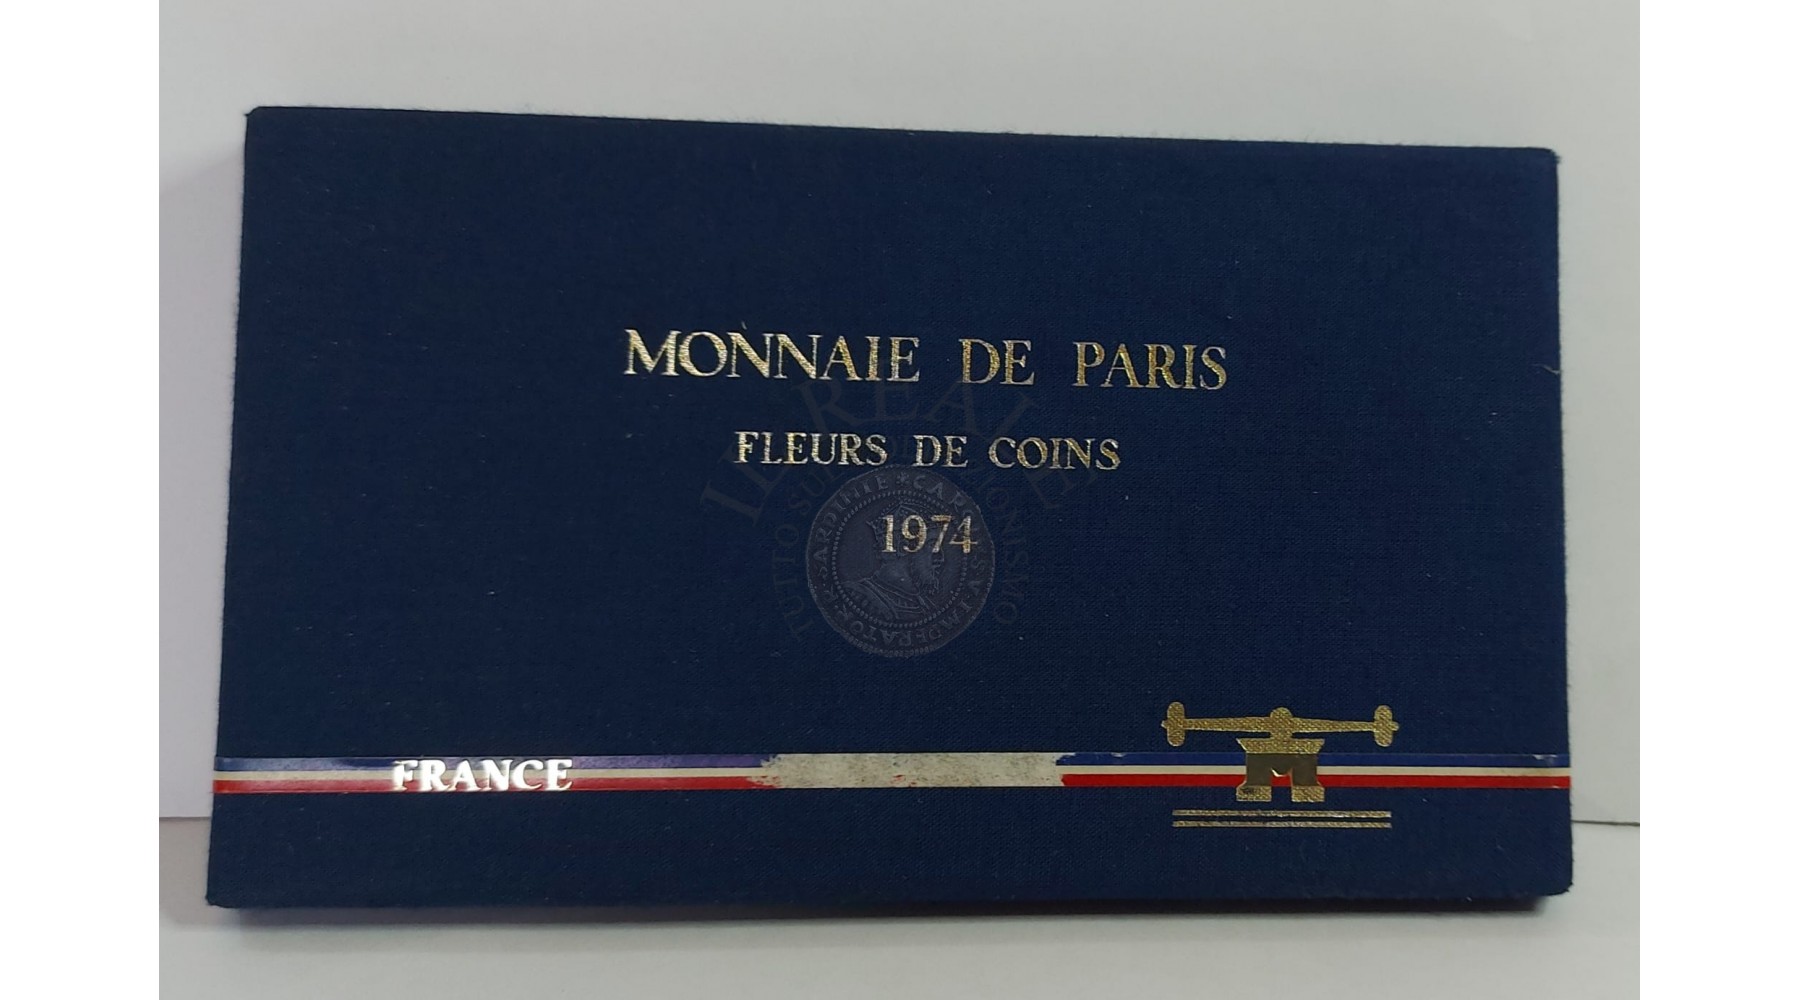 MONNAIE DE PARIS
FLEURS DE COINS
1974
FRANCE
M